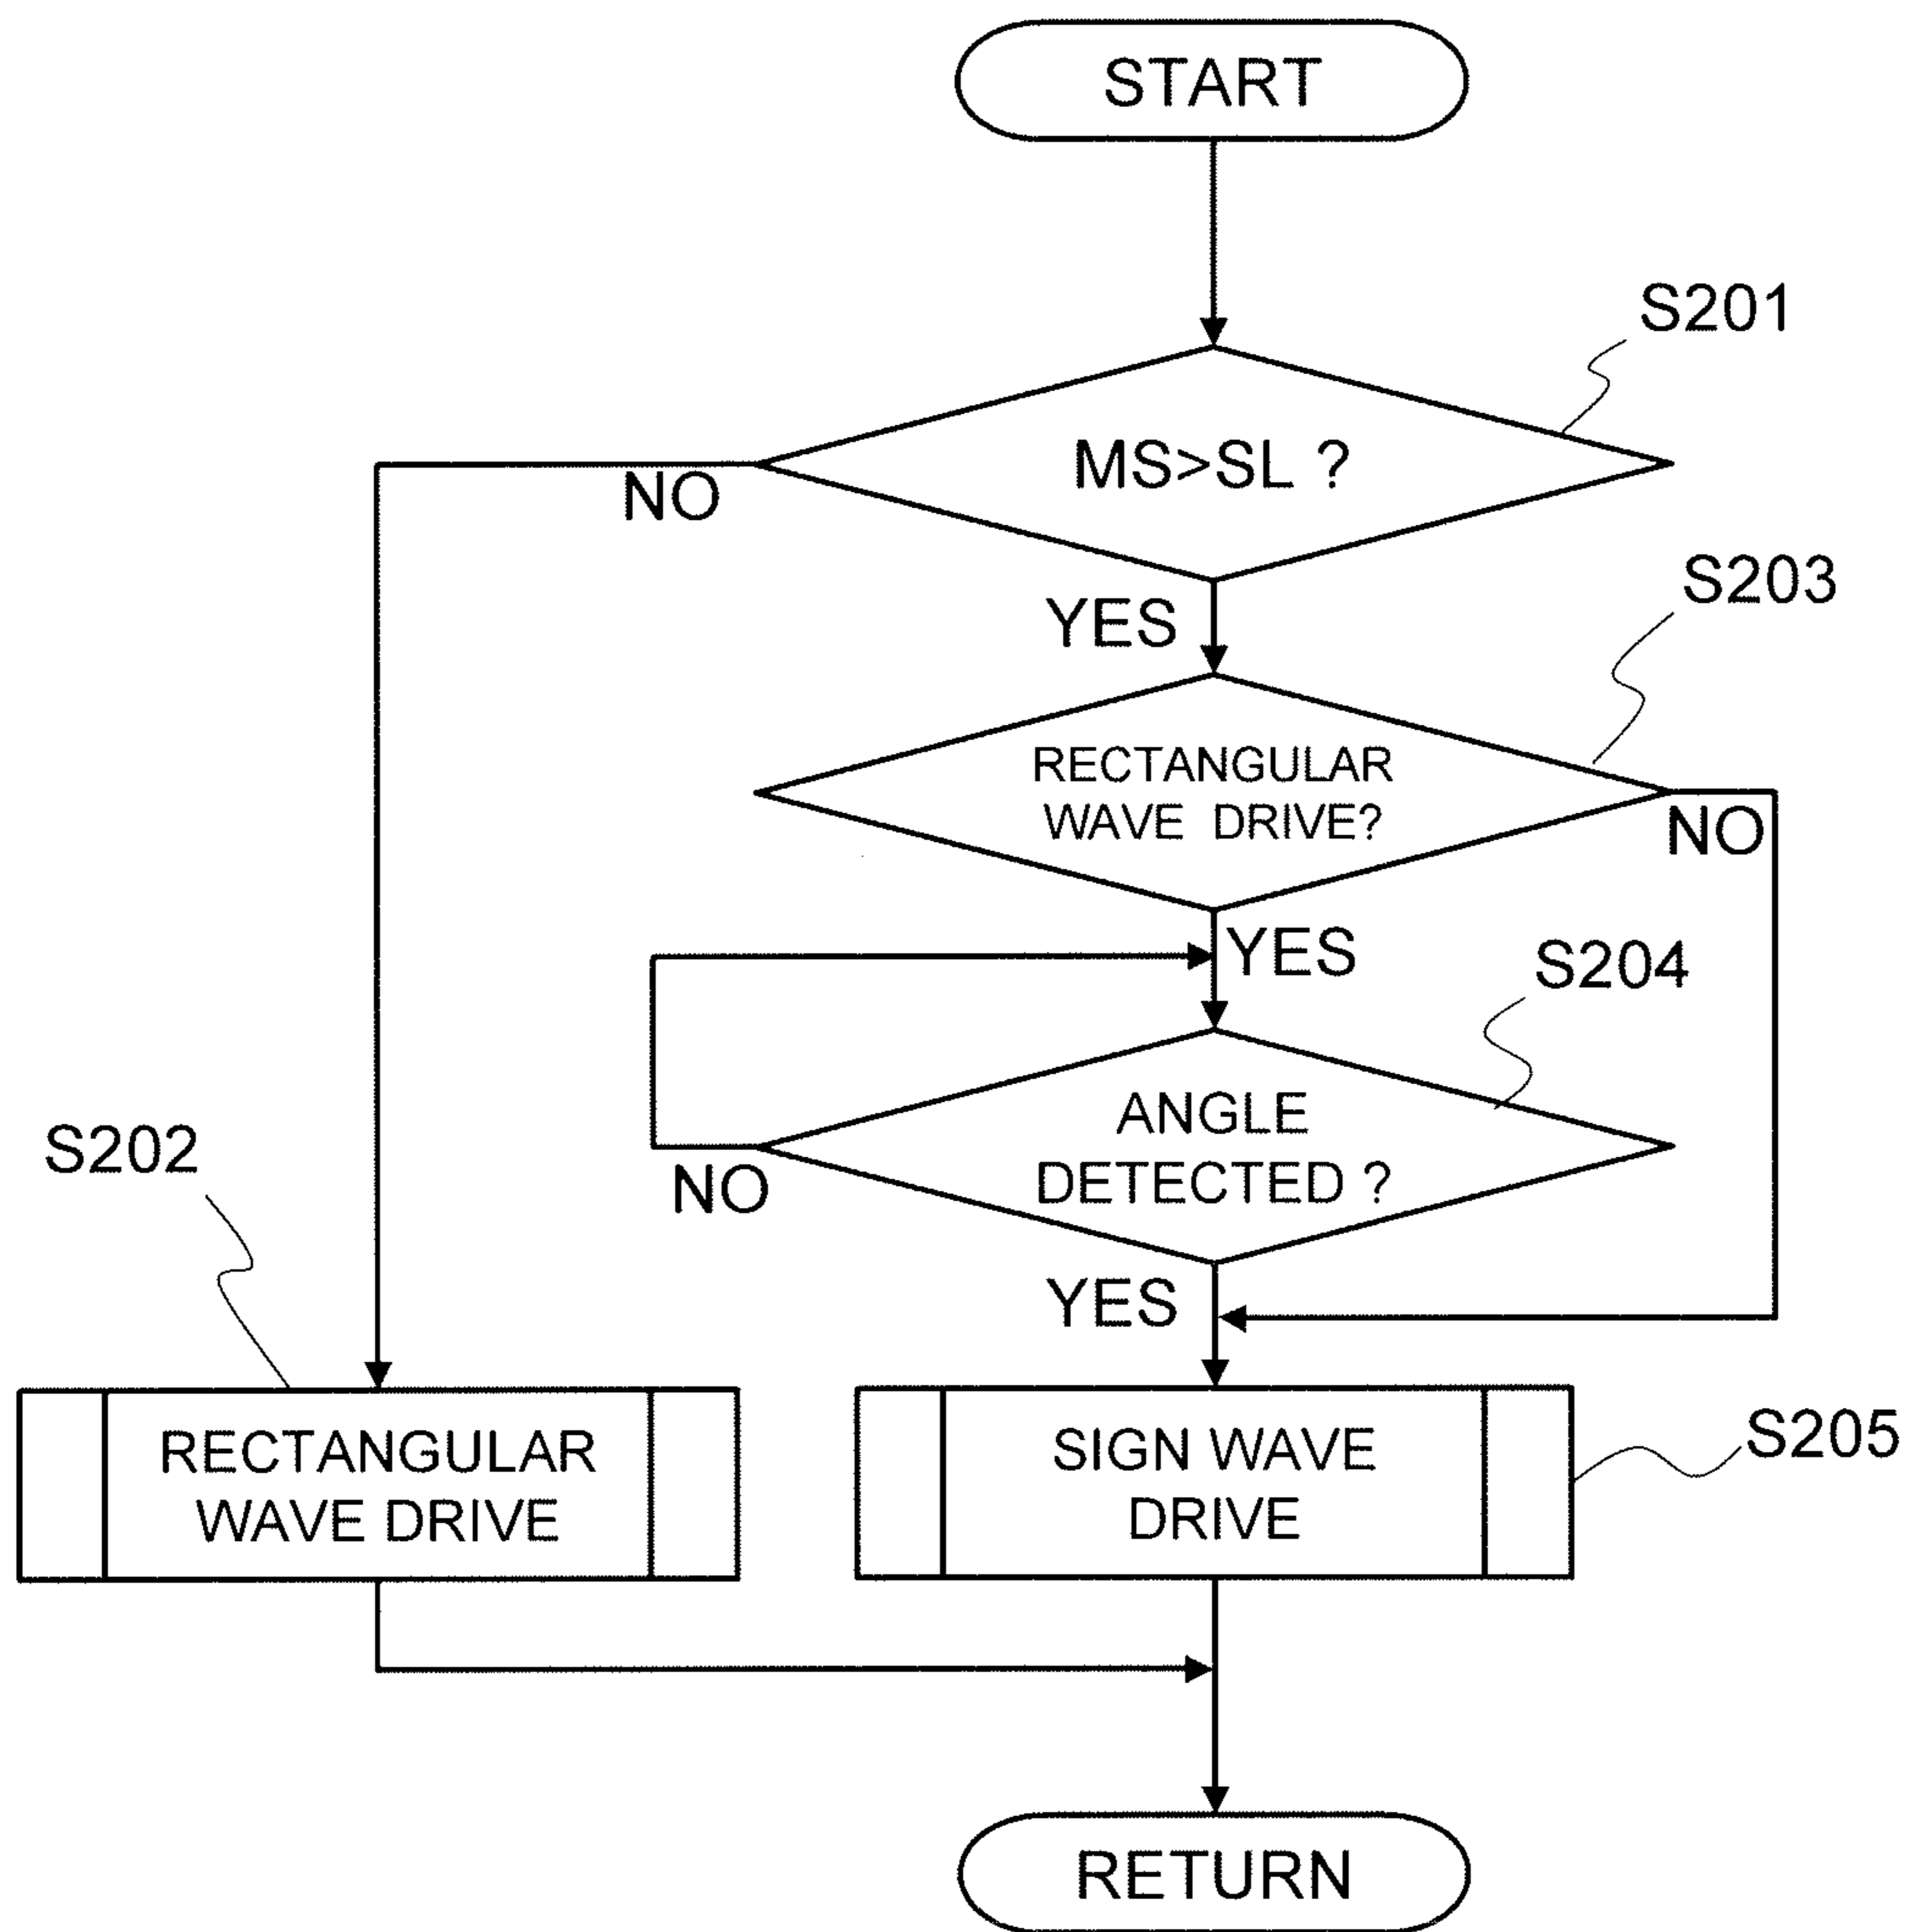 START
S201
MS>SL ?
NO
YES
S203
RECTANGULAR
WAVE DRIVE?
NO
YES
S204
ANGLE
DETECTED ?
NO
S202
YES
RECTANGULAR
WAVE DRIVE
SIGN WAVE
DRIVE
S205
RETURN